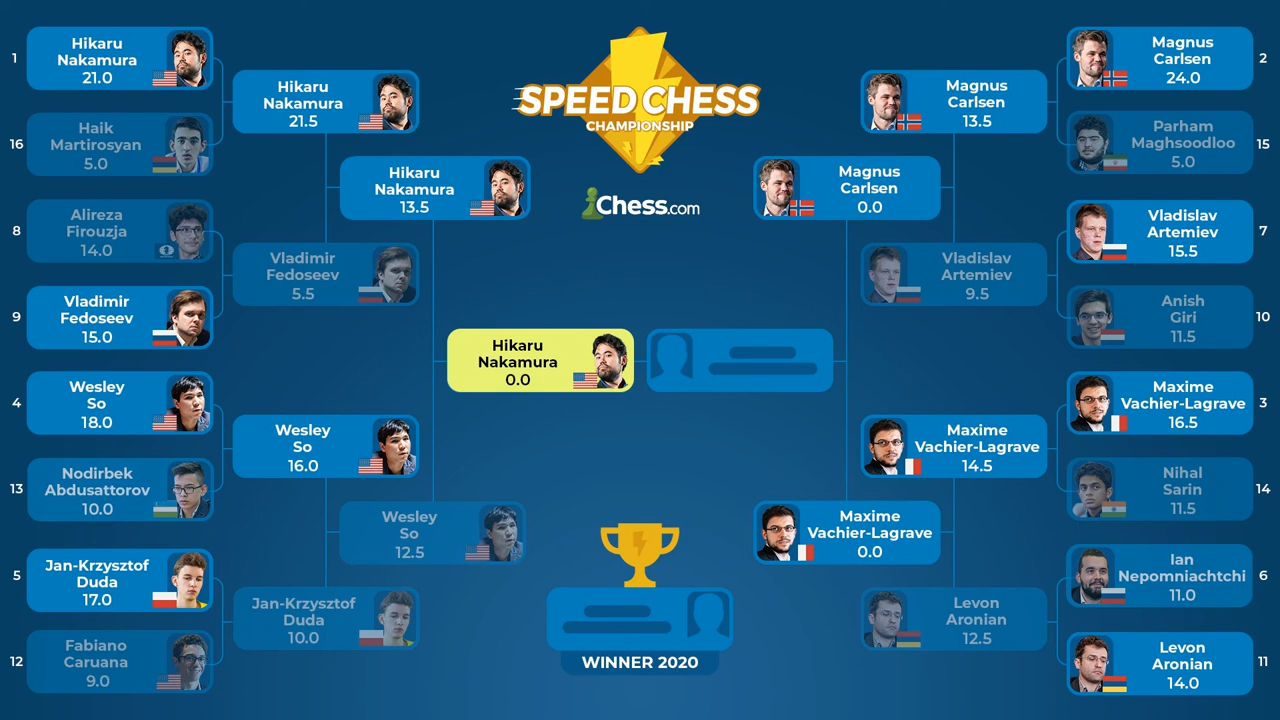 1
Hikaru
Nakamura
21.0
16
Haik
Martirosyan
5.0
8
Alireza
Firouzja
14.0
9
Vladimir
Fedoseev
15.0
4
Wesley
So
18.0
13
Nodirbek
Abdusattorov
10.0
5
Jan-Krzysztof
Duda
17.0
12
Fabiano
Caruana
9.0
Hikaru
Nakamura
21.5
Vladimir
Fedoseev
5.5
Wesley
So
16.0
Jan-Krzysztof
Duda
10.0
Hikaru
Nakamura
13.5
Wesley
So
12.5
SPEED CHESS
CHAMPIONSHIP
Chess.com
Hikaru
Nakamura
0.0
WINNER 2020
Magnus
Carlsen
0.0
Maxime
Vachier-Lagrave
0.0
Magnus
Carlsen
13.5
Vladislav
Artemiev
9.5
Maxime
Vachier-Lagrave
14.5
Levon
Aronian
12.5
Magnus
Carlsen
24.0
2
Parham
Maghsoodloo
5.0
15
Vladislav
Artemiev
15.5
7
Anish
Giri
11.5
10
Maxime
Vachier-Lagrave
16.5
3
Nihal
Sarin
11.5
14
Ian
Nepomniachtchi
11.0
6
Levon
Aronian
14.0
11